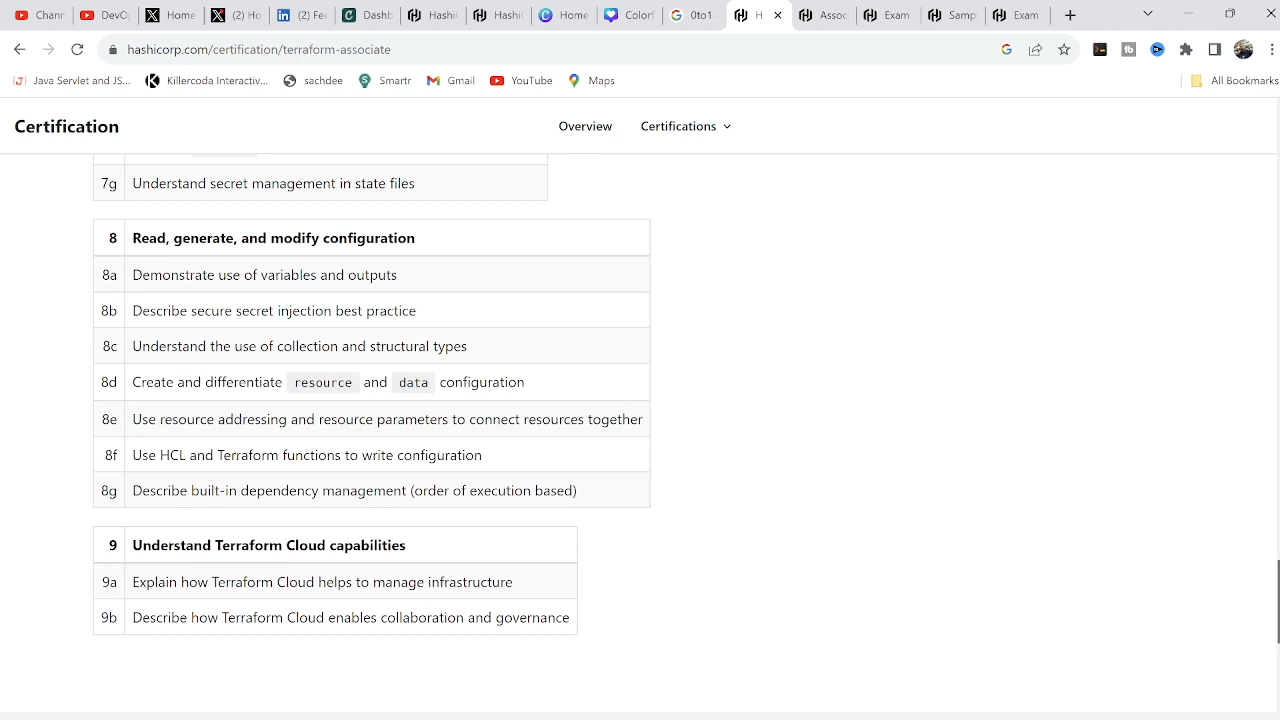 Chann
DevOp
Home
(2) Ho
(2) Fee
Dashb
HashiC
HashiC
Home
Colorf
0to1 -
H
Assoc
Exam
Sampl
Exam
hashicorp.com/certification/terraform-associate
Java Servlet and JS...
Killercoda Interactiv...
sachdee
Smartr
Gmail
YouTube
Maps
All Bookmarks
Certification
Overview
Certifications
7g Understand secret management in state files
8 Read, generate, and modify configuration
8a Demonstrate use of variables and outputs
8b Describe secure secret injection best practice
8c Understand the use of collection and structural types
8d Create and differentiate resource and data configuration
8e Use resource addressing and resource parameters to connect resources together
8f Use HCL and Terraform functions to write configuration
8g Describe built-in dependency management (order of execution based)
9 Understand Terraform Cloud capabilities
9a Explain how Terraform Cloud helps to manage infrastructure
9b Describe how Terraform Cloud enables collaboration and governance